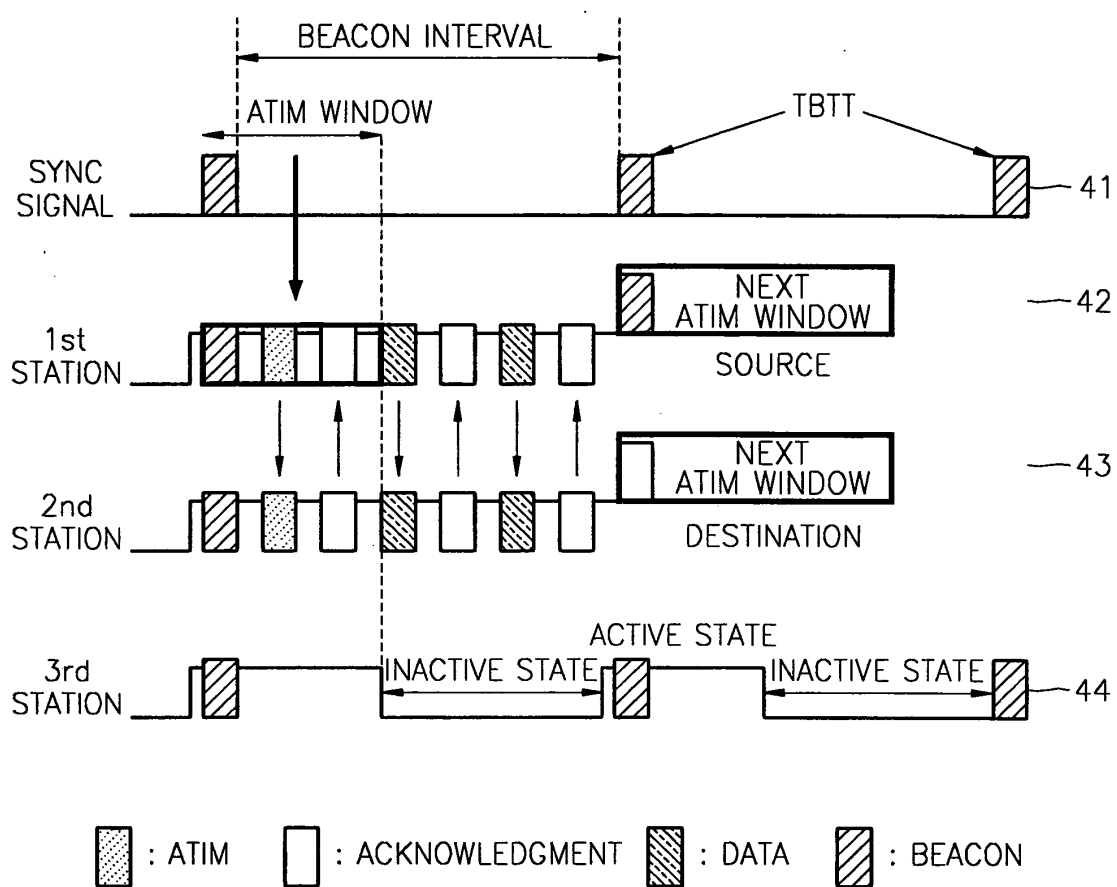 BEACON INTERVAL
ATIM WINDOW
TBTT
SYNC
SIGNAL
41
NEXT
ATIM WINDOW
42
1st
STATION
SOURCE
NEXT
ATIM WINDOW
43
2nd
STATION
DESTINATION
ACTIVE STATE
3rd
STATION
INACTIVE STATE
INACTIVE STATE
44
: ATIM
: ACKNOWLEDGMENT
: DATA
: BEACON